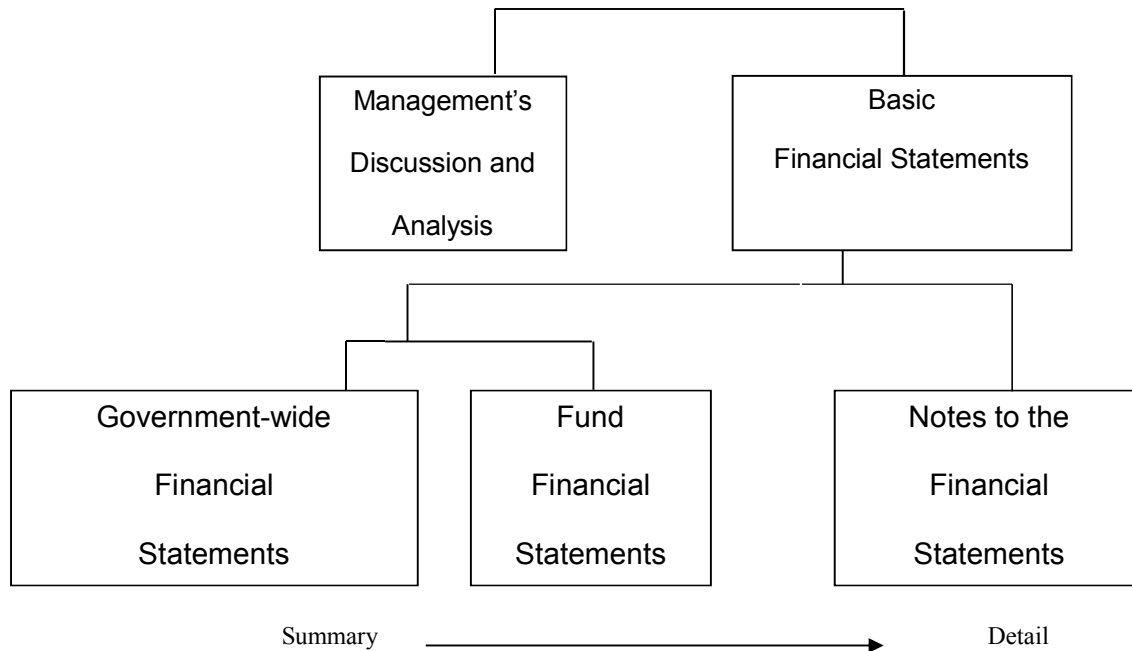 Management's
Discussion and
Analysis
Basic
Financial Statements
Government-wide
Financial
Statements
Fund
Financial
Statements
Notes to the
Financial
Statements
Summary
Detail